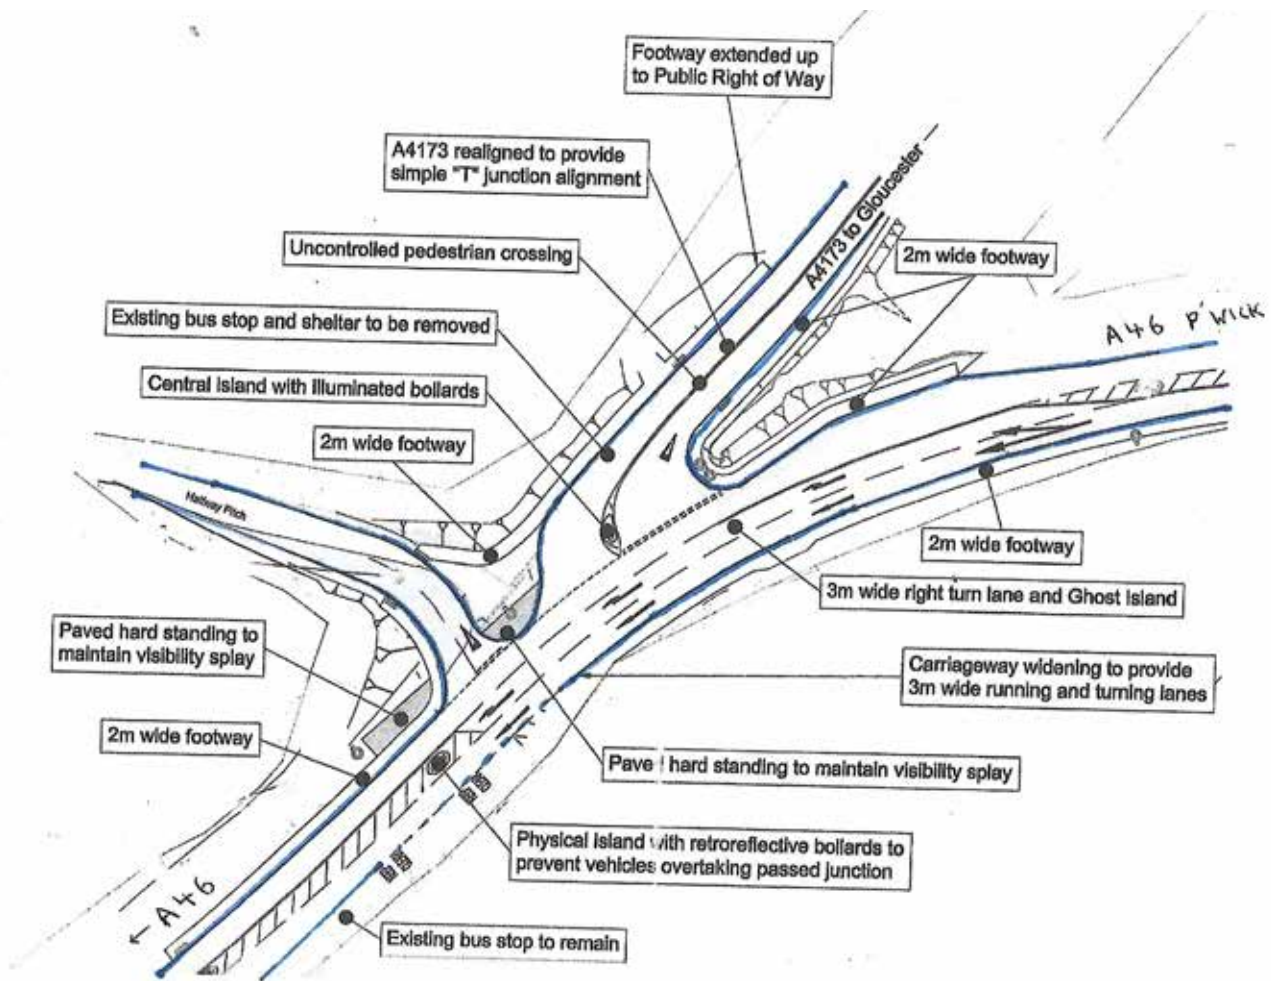 Footway extended up
to Public Right of Way
A4173 realigned to provide
simple "T" junction alignment
A4173 to Gloucester
Uncontrolled pedestrian crossing
2m wide footway
Existing bus stop and shelter to be removed
A46 P'WICK
Central Island with illuminated bollards
2m wide footway
Halfway Pitch
2m wide footway
3m wide right turn lane and Ghost Island
Paved hard standing to
maintain visibility splay
Carriageway widening to provide
3m wide running and turning lanes
2m wide footway
Pave hard standing to maintain visibility splay
Physical Island with retroreflective bollards to
prevent vehicles overtaking passed junction
← A46
Existing bus stop to remain